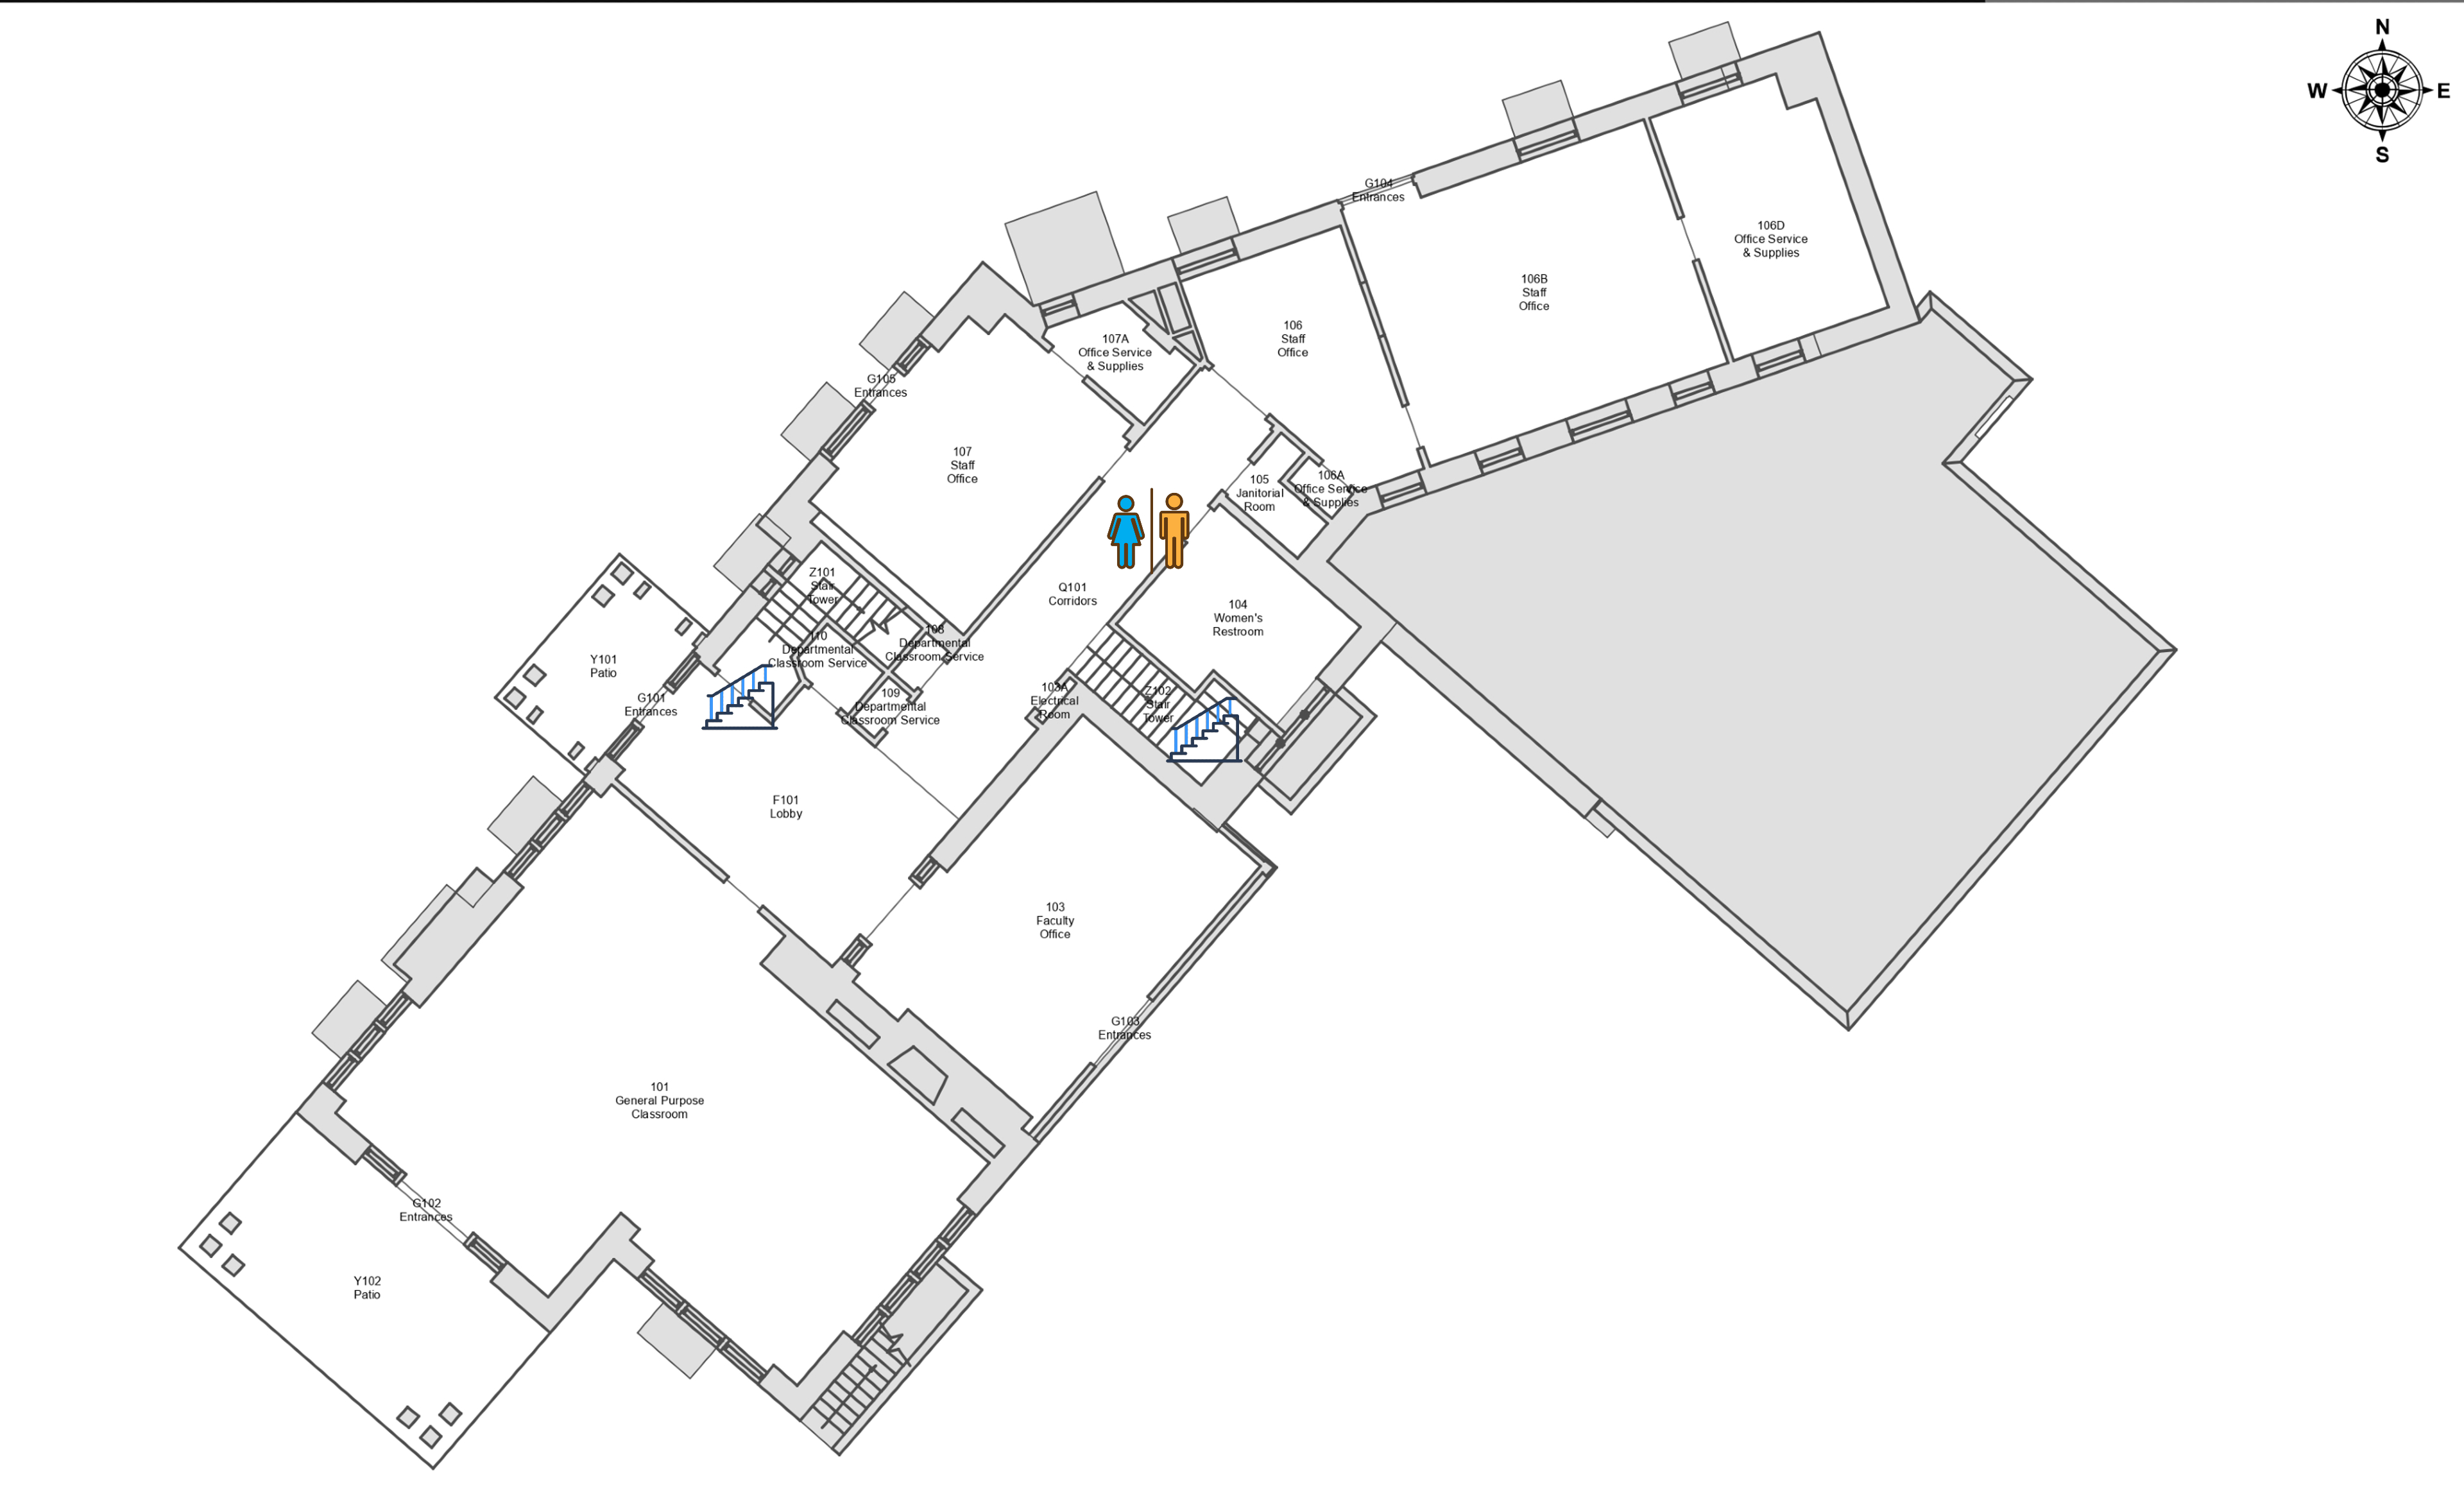 N
W
E
S
G104
Entrances
106D
Office Service
& Supplies
106B
Staff
Office
106
Staff
Office
107A
Office Service
& Supplies
G105
Entrances
107
Staff
Office
105
Janitorial
Room
106A
Office Service
& Supplies
Z101
Stair
Tower
Q101
Corridors
104
Women's
Restroom
110
Departmental
Classroom Service
108
Departmental
Classroom Service
Y101
Patio
G101
Entrances
109
Departmental
Classroom Service
103A
Electrical
Room
Z102
Stair
Tower
F101
Lobby
103
Faculty
Office
G103
Entrances
101
General Purpose
Classroom
G102
Entrances
Y102
Patio